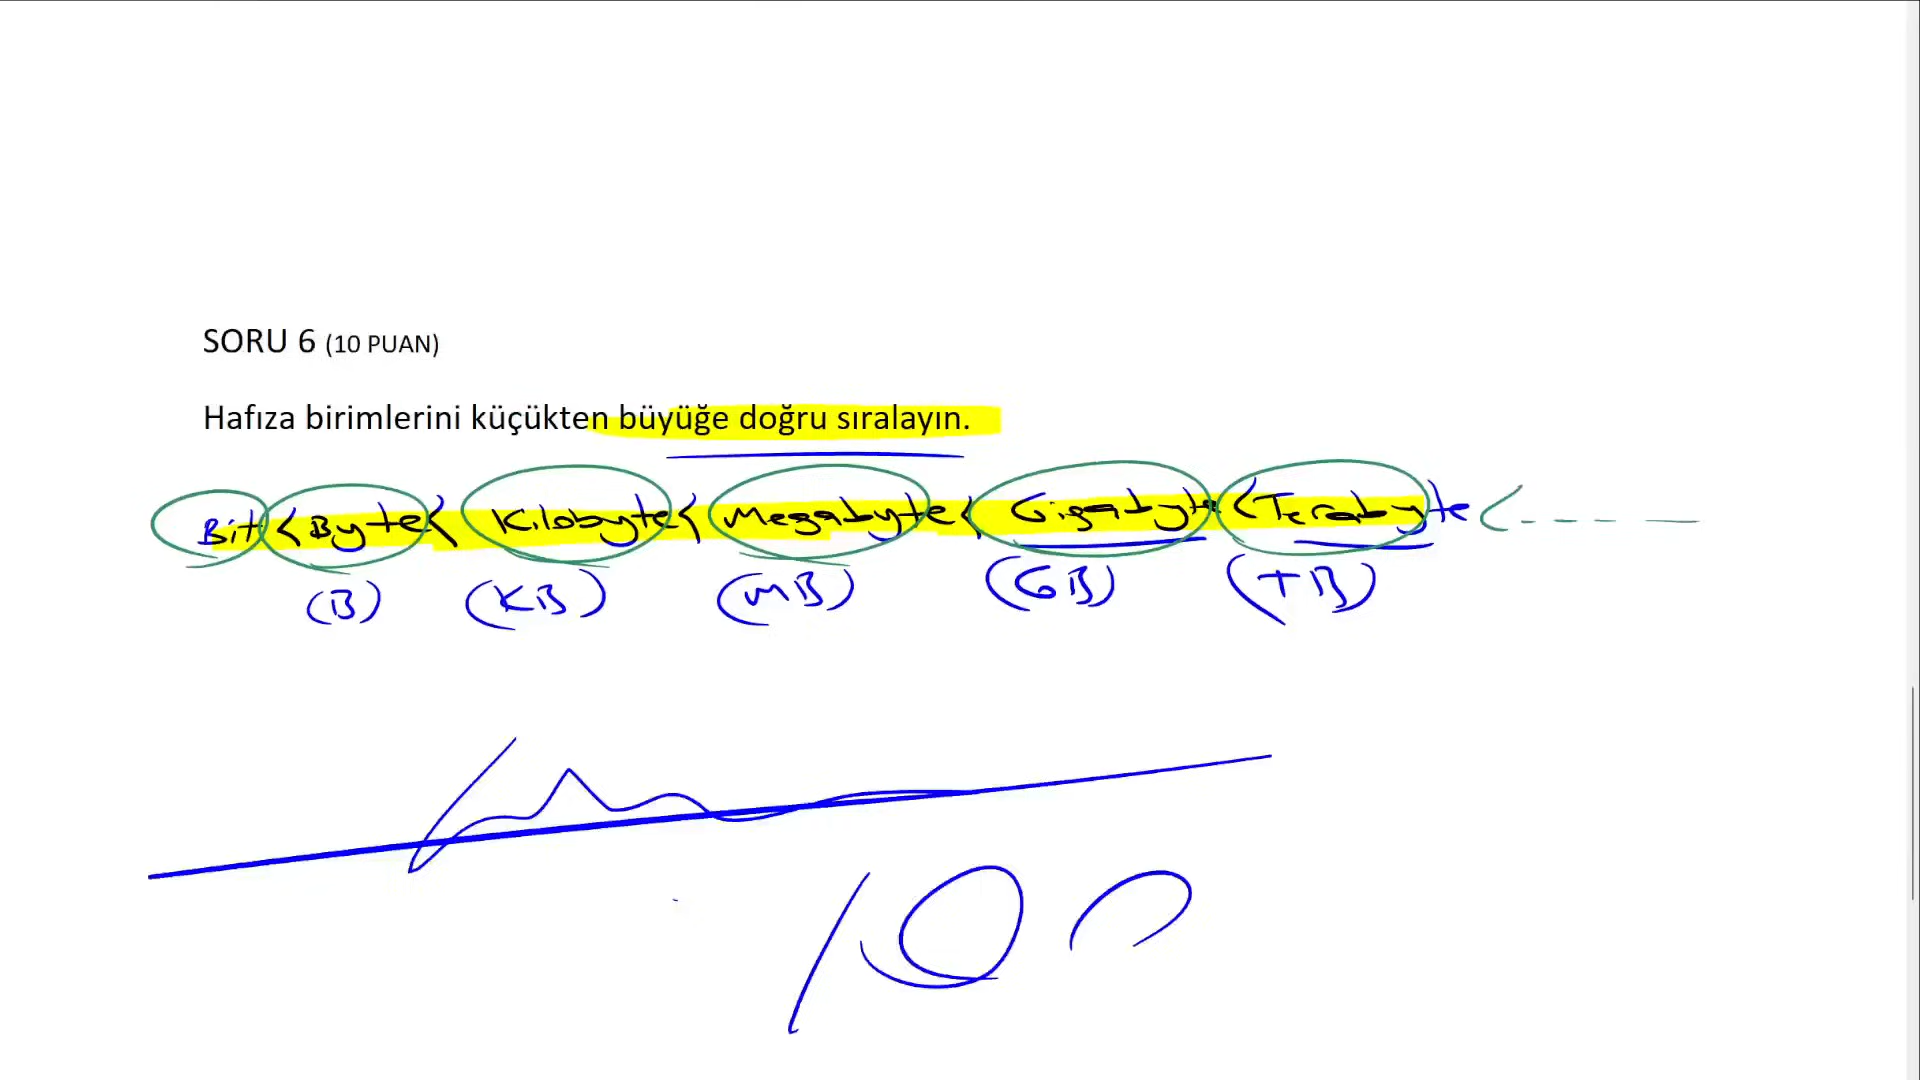 SORU 6 (10 PUAN)
Hafıza birimlerini küçükten büyüğe doğru sıralayın.
Bit < Byte < Kilobyte < Megabyte < Gigabyte < Terabyte < - - - -
(B) (KB) (MB) (GB) (TB)